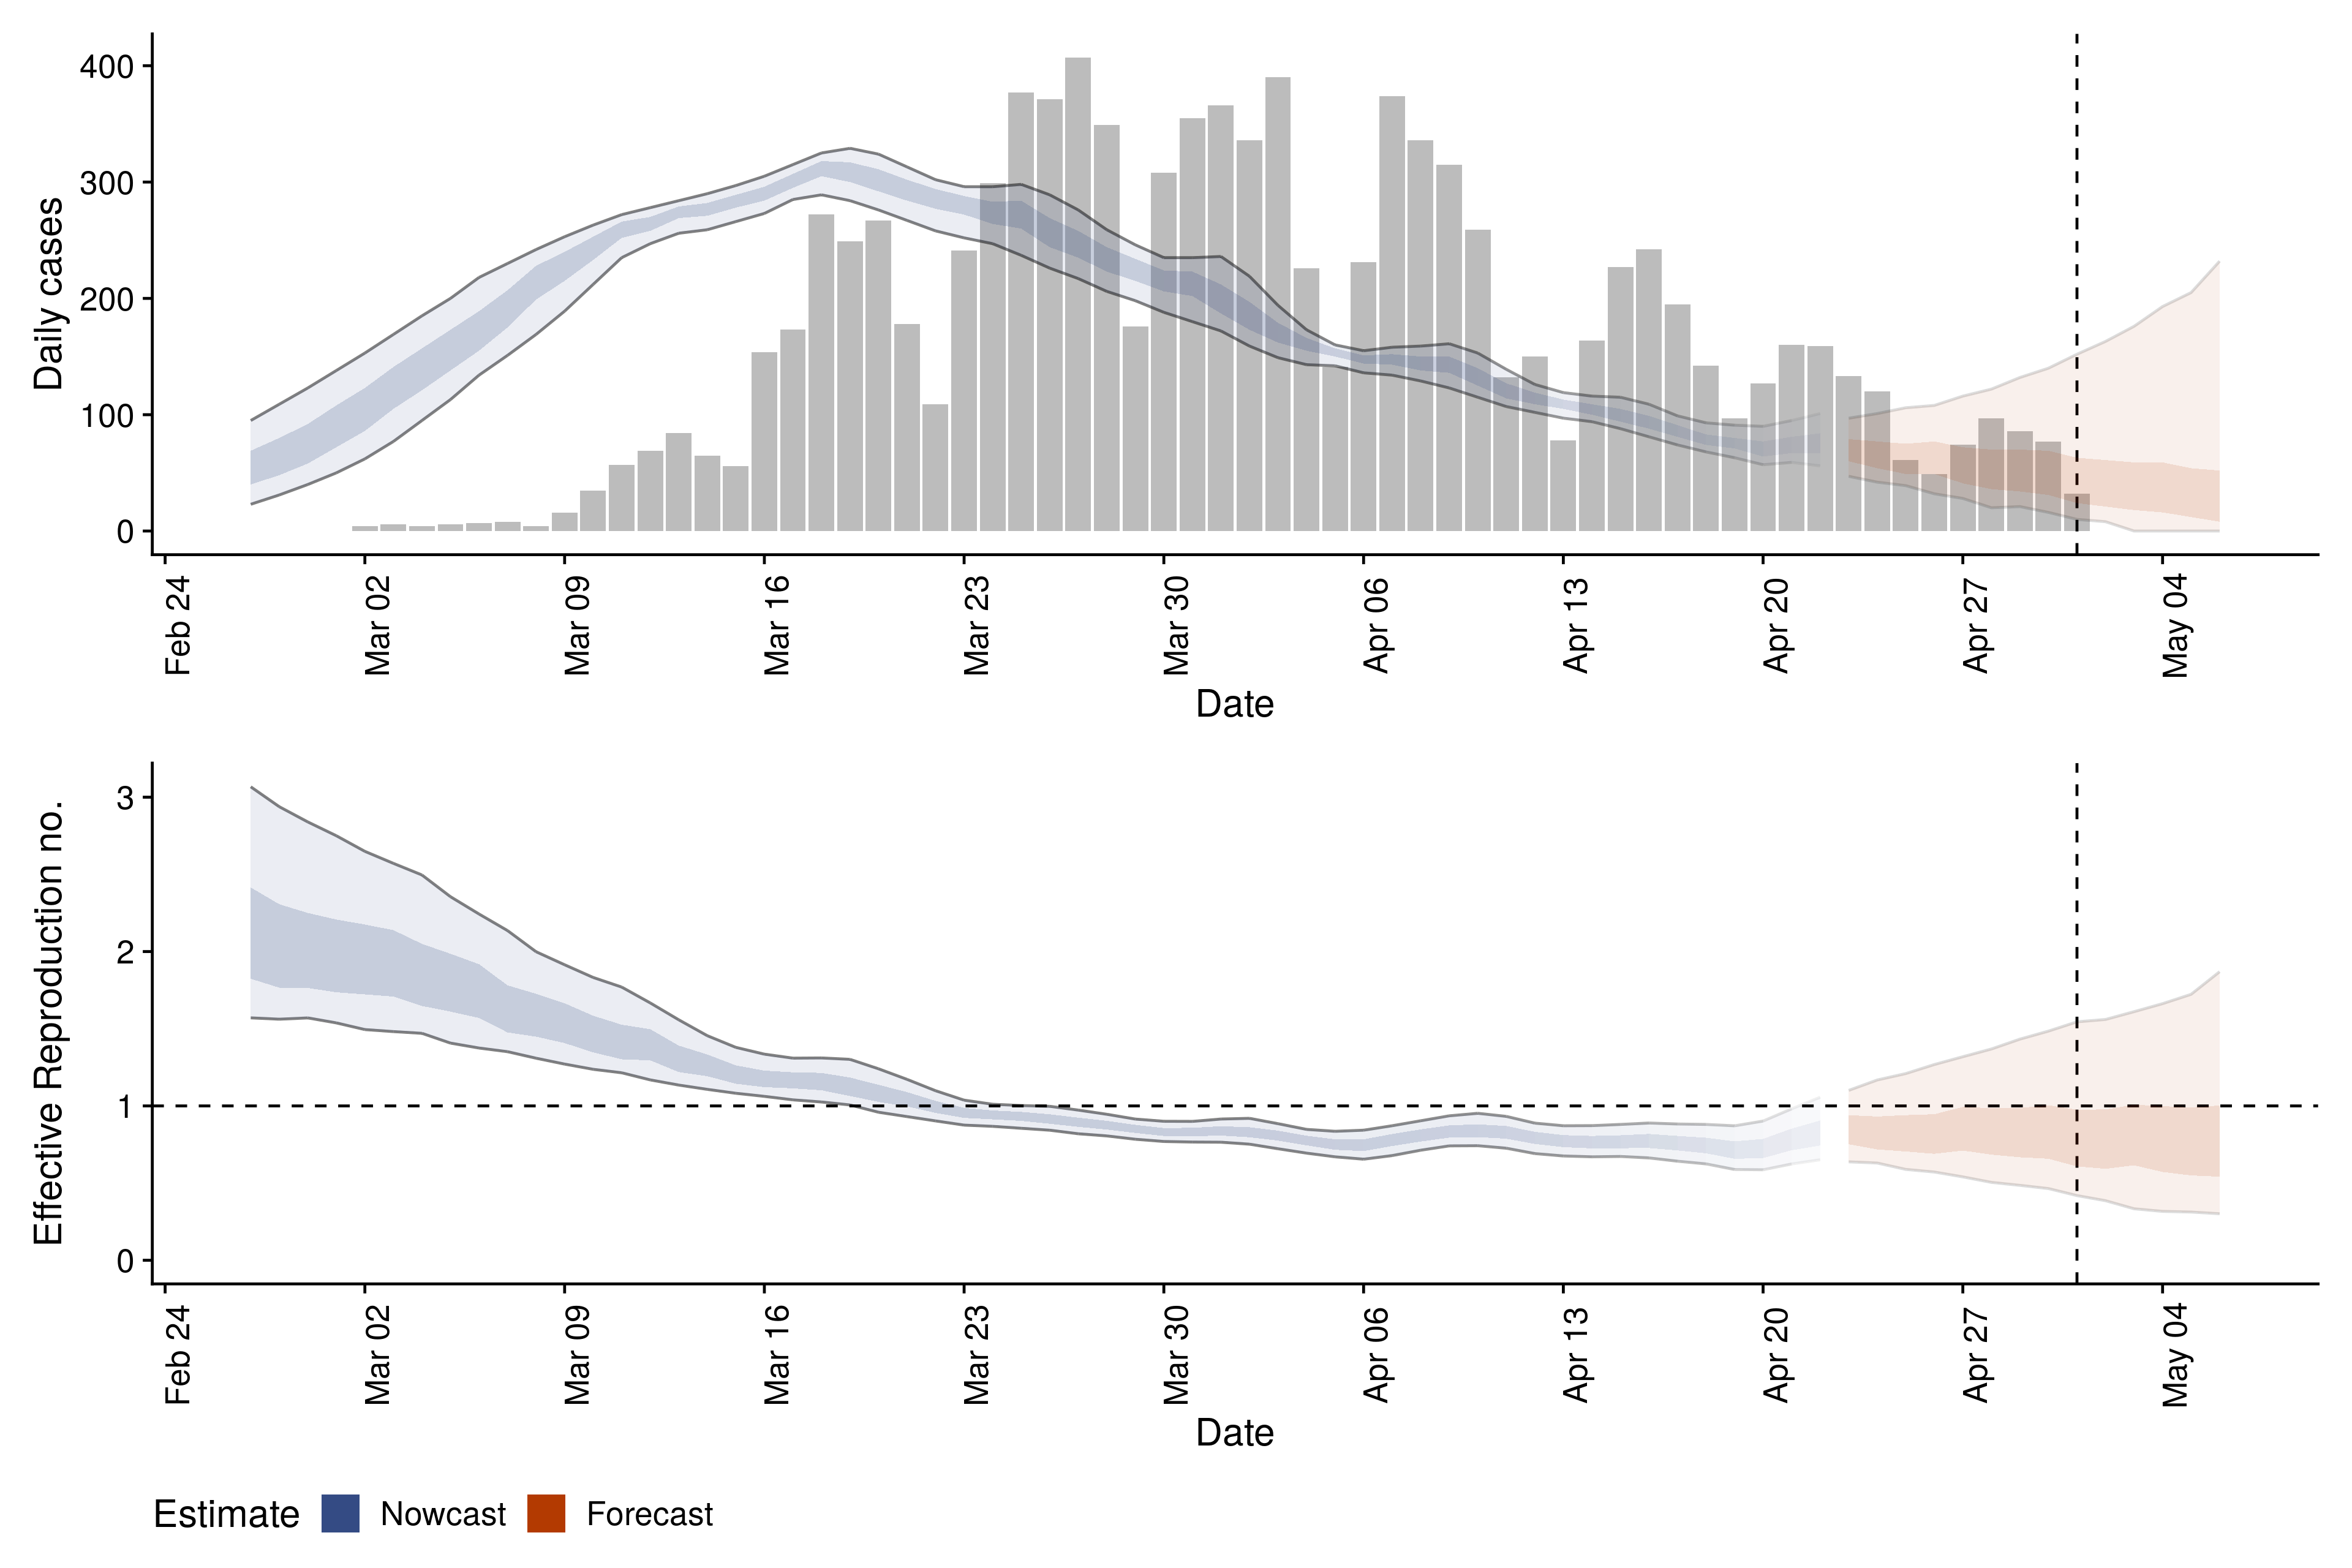 Daily cases
400
300
200
100
0
Feb 24
Mar 02
Mar 09
Mar 16
Mar 23
Mar 30
Apr 06
Apr 13
Apr 20
Apr 27
May 04
Date
Effective Reproduction no.
3
2
1
0
Feb 24
Mar 02
Mar 09
Mar 16
Mar 23
Mar 30
Apr 06
Apr 13
Apr 20
Apr 27
May 04
Date
Estimate Nowcast Forecast